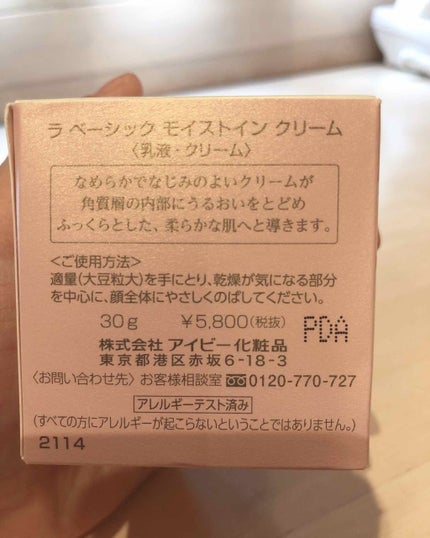 ラ ベーシック モイストイン クリーム
〈乳液・クリーム〉
なめらかでなじみのよいクリームが
角質層の内部にうるおいをとどめ
ふっくらとした、柔らかな肌へと導きます。
<ご使用方法>
適量(大豆粒大)を手にとり、乾燥が気になる部分
を中心に、顔全体にやさしくのばしてください。
30g ¥5,800(税抜) PDA
株式会社 アイビー化粧品
東京都港区赤坂6-18-3
〈お問い合わせ先〉お客様相談室 0120-770-727
アレルギーテスト済み
(すべての方にアレルギーが起こらないということではありません。)
2114